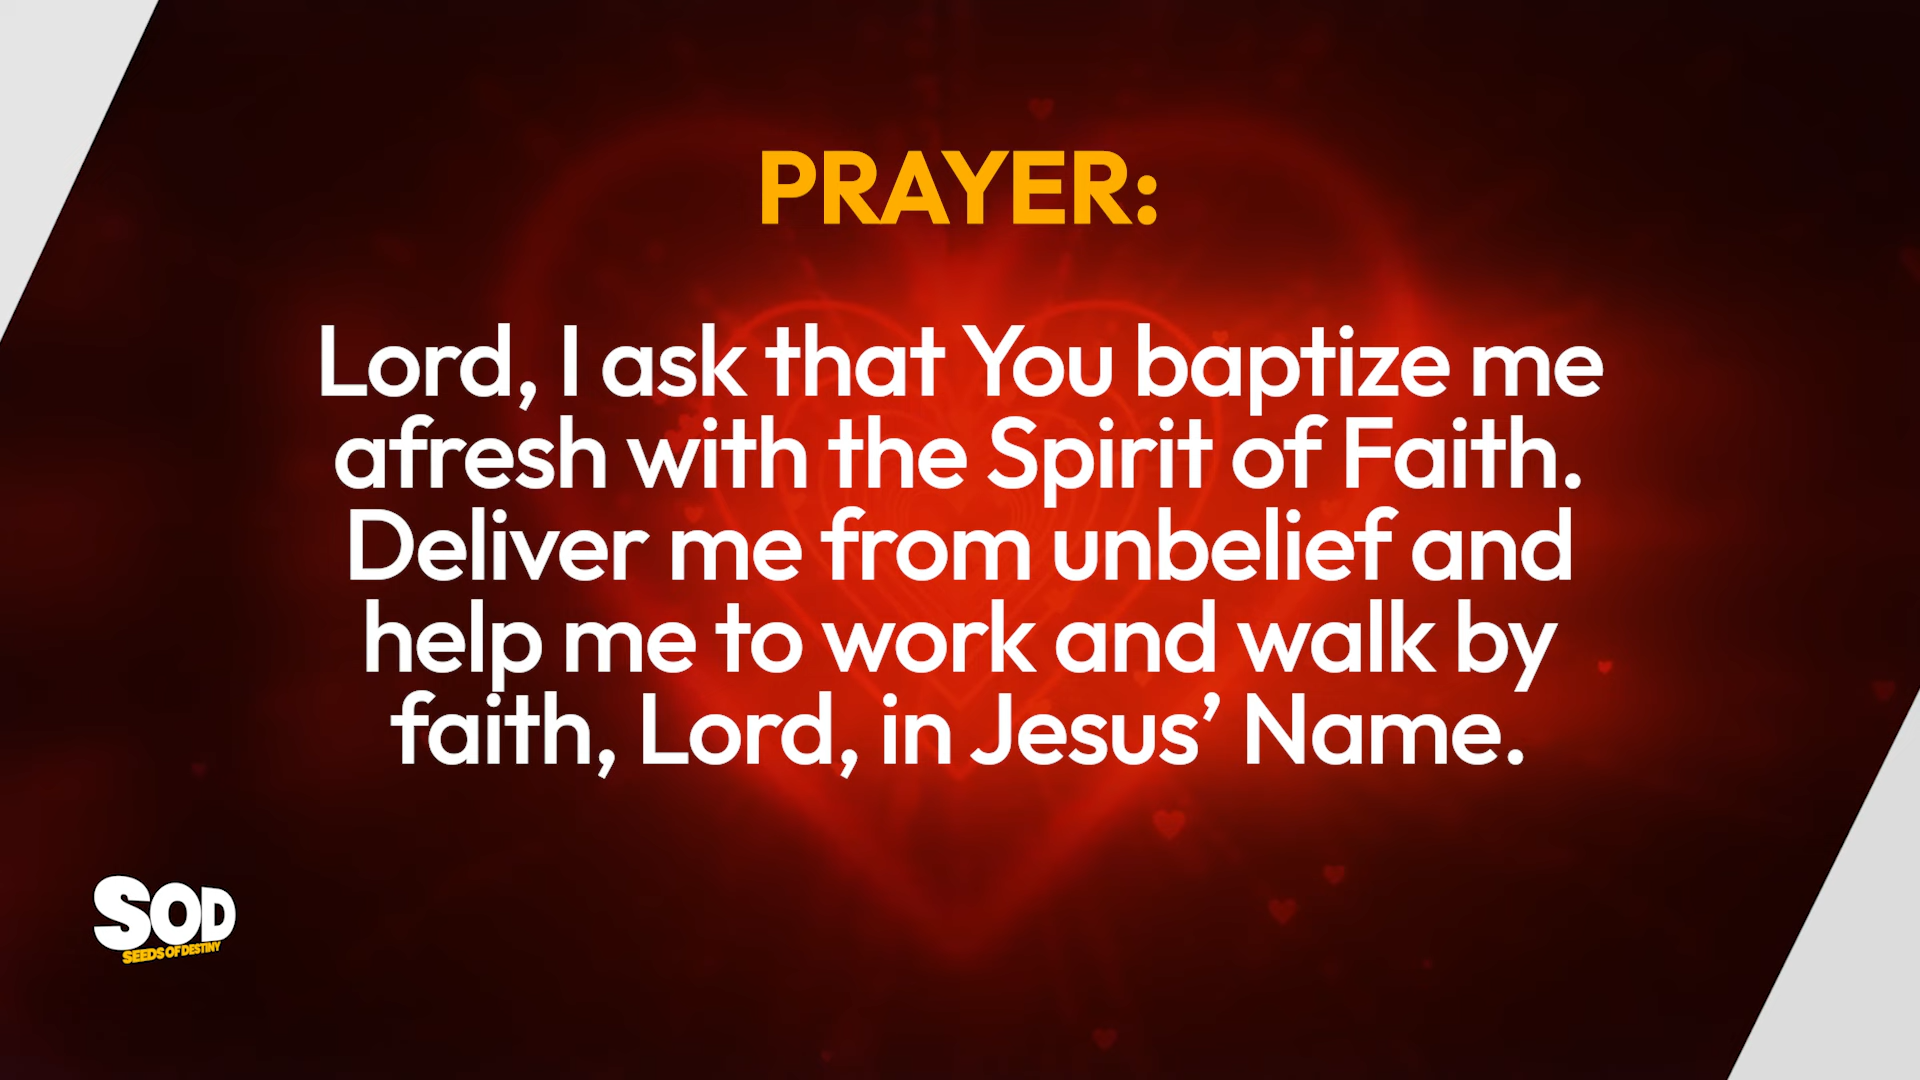 PRAYER:
Lord, I ask that You baptize me
afresh with the Spirit of Faith.
Deliver me from unbelief and
help me to work and walk by
faith, Lord, in Jesus’ Name.
SOD
SEEDS OF DESTINY